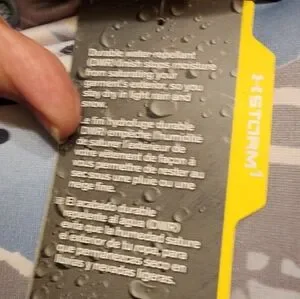 Durable water-repellent
(DWR) finish stops moisture
from saturating your
garment's exterior, so you
stay dry in light rain and
snow.
Le fini hydrofuge durable
(DWR) empêche l'humidité
de saturer l'extérieur de
votre vêtement de façon à
vous permettre de rester au
sec sous une pluie ou une
neige fine.
El acabado durable
repelente al agua (DWR)
evita que la humedad sature
el exterior de tu ropa, para
que permanezcas seco en
lluvias y nevadas ligeras.
STORM1